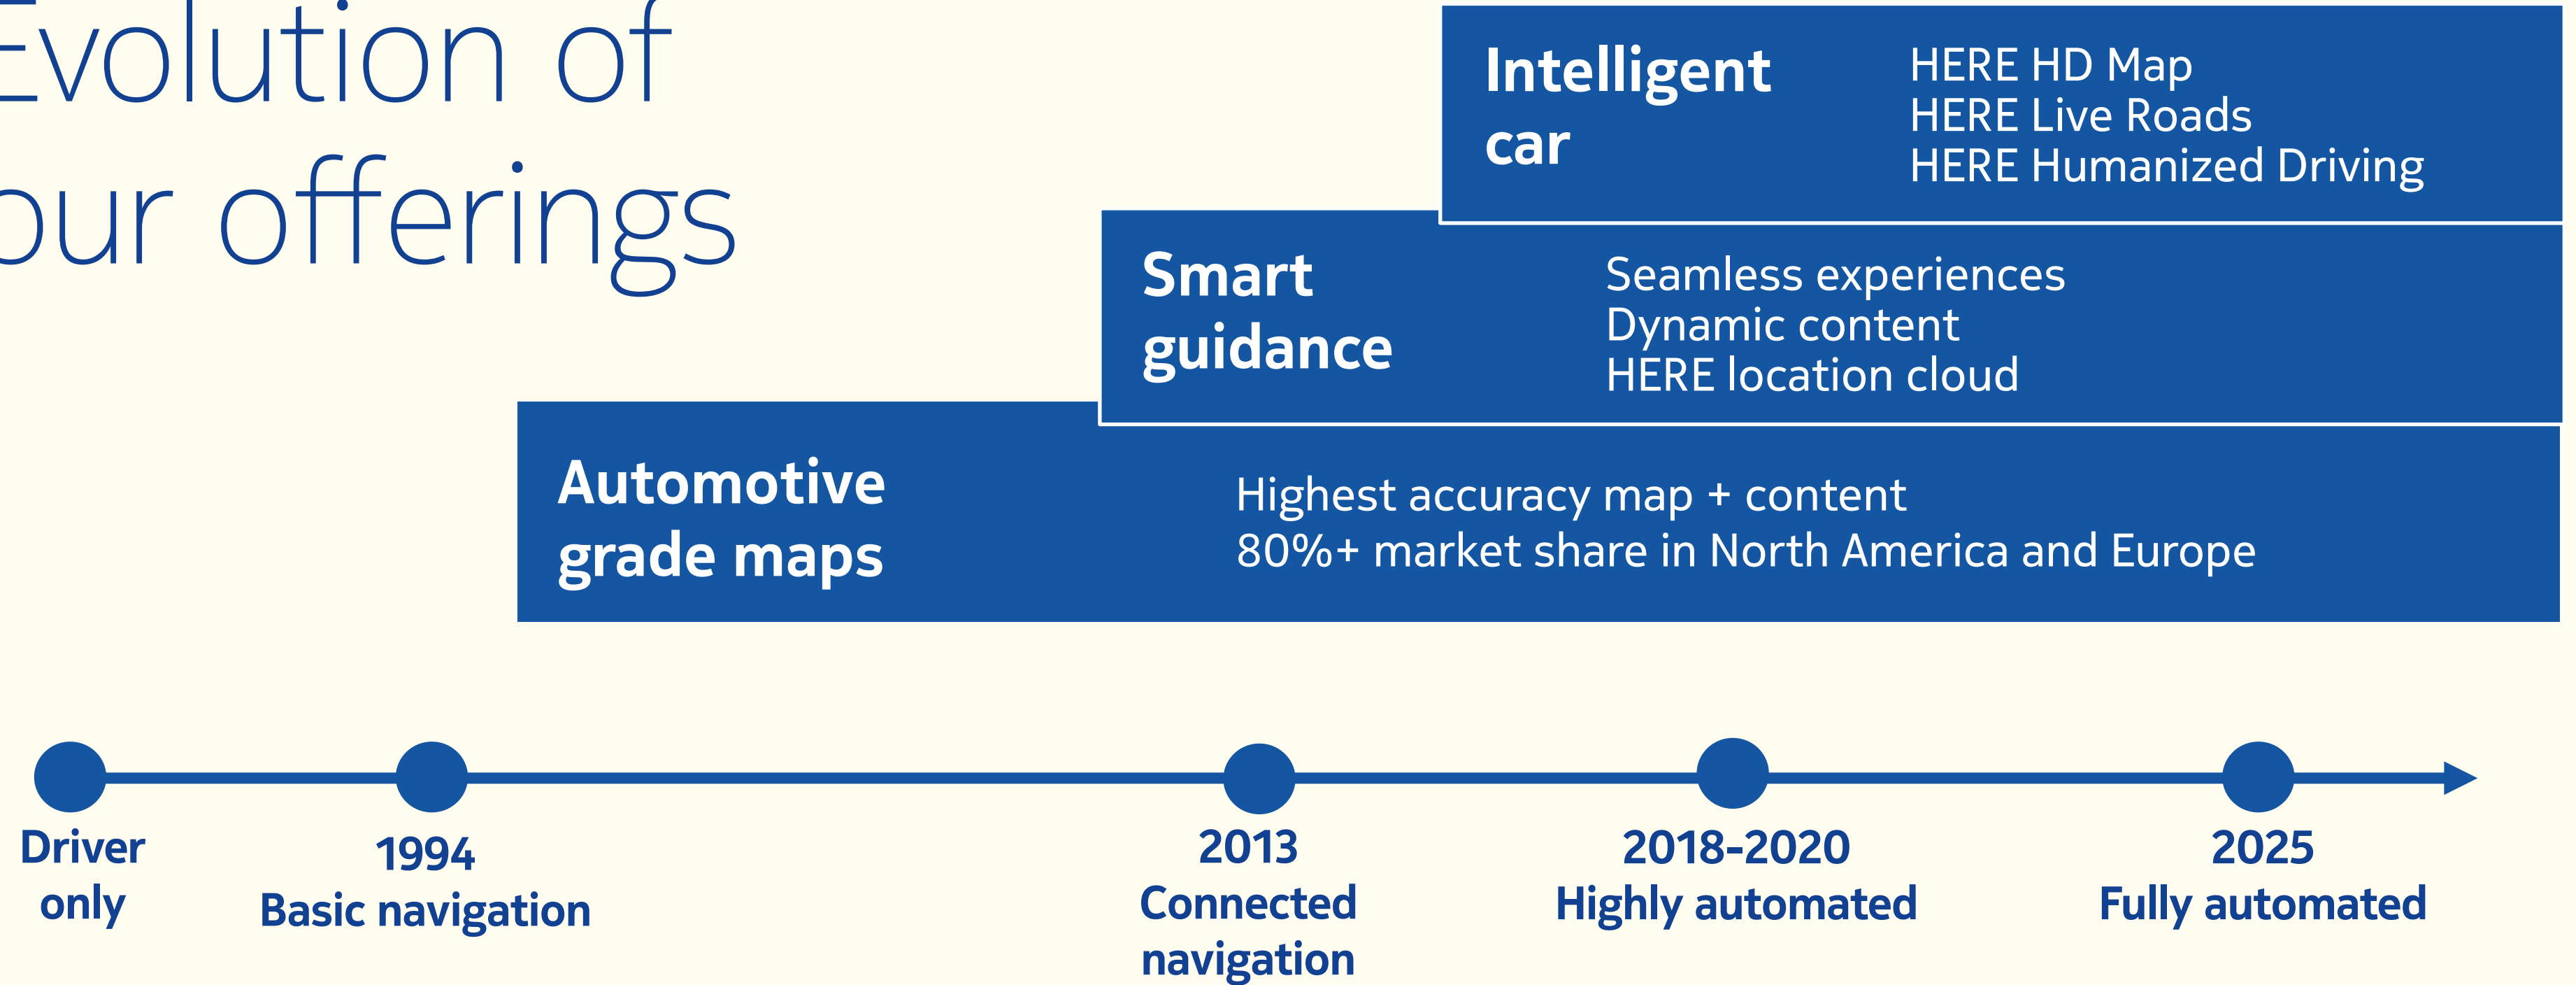 Evolution of
our offerings
Intelligent
car
HERE HD Map
HERE Live Roads
HERE Humanized Driving
Smart
guidance
Seamless experiences
Dynamic content
HERE location cloud
Automotive
grade maps
Highest accuracy map + content
80%+ market share in North America and Europe
Driver
only
1994
Basic navigation
2013
Connected
navigation
2018-2020
Highly automated
2025
Fully automated